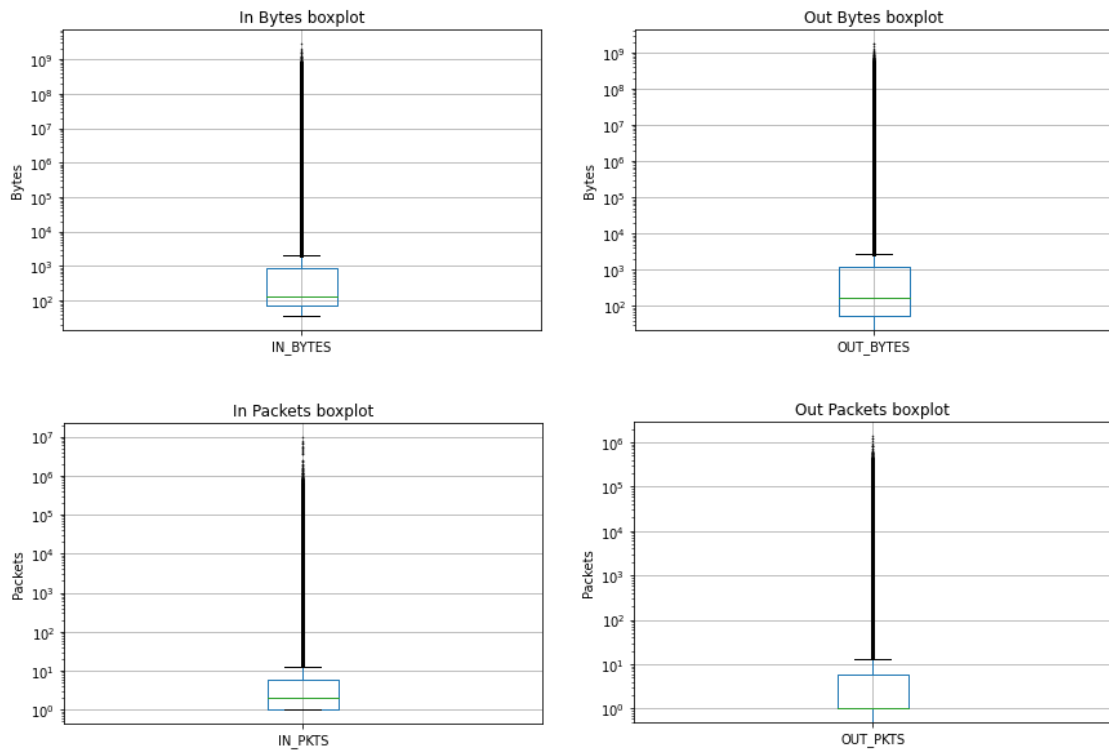 In Bytes boxplot
Bytes
10⁹
10⁸
10⁷
10⁶
10⁵
10⁴
10³
10²
IN_BYTES
Out Bytes boxplot
Bytes
10⁹
10⁸
10⁷
10⁶
10⁵
10⁴
10³
10²
OUT_BYTES
In Packets boxplot
Packets
10⁷
10⁶
10⁵
10⁴
10³
10²
10¹
10⁰
IN_PKTS
Out Packets boxplot
Packets
10⁶
10⁵
10⁴
10³
10²
10¹
10⁰
OUT_PKTS